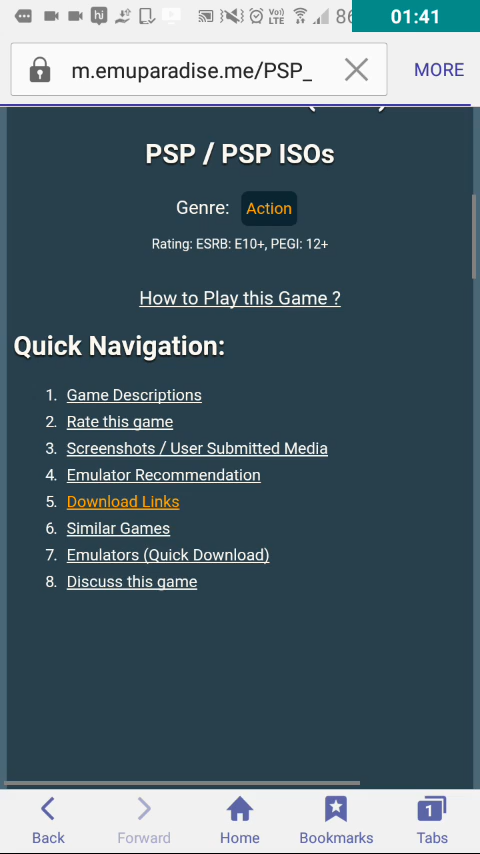 hi
Vo))
LTE
01:41
m.emuparadise.me/PSP_
MORE
PSP / PSP ISOs
Genre: Action
Rating: ESRB: E10+, PEGI: 12+
How to Play this Game ?
Quick Navigation:
1. Game Descriptions
2. Rate this game
3. Screenshots / User Submitted Media
4. Emulator Recommendation
5. Download Links
6. Similar Games
7. Emulators (Quick Download)
8. Discuss this game
1
Back Forward Home Bookmarks Tabs